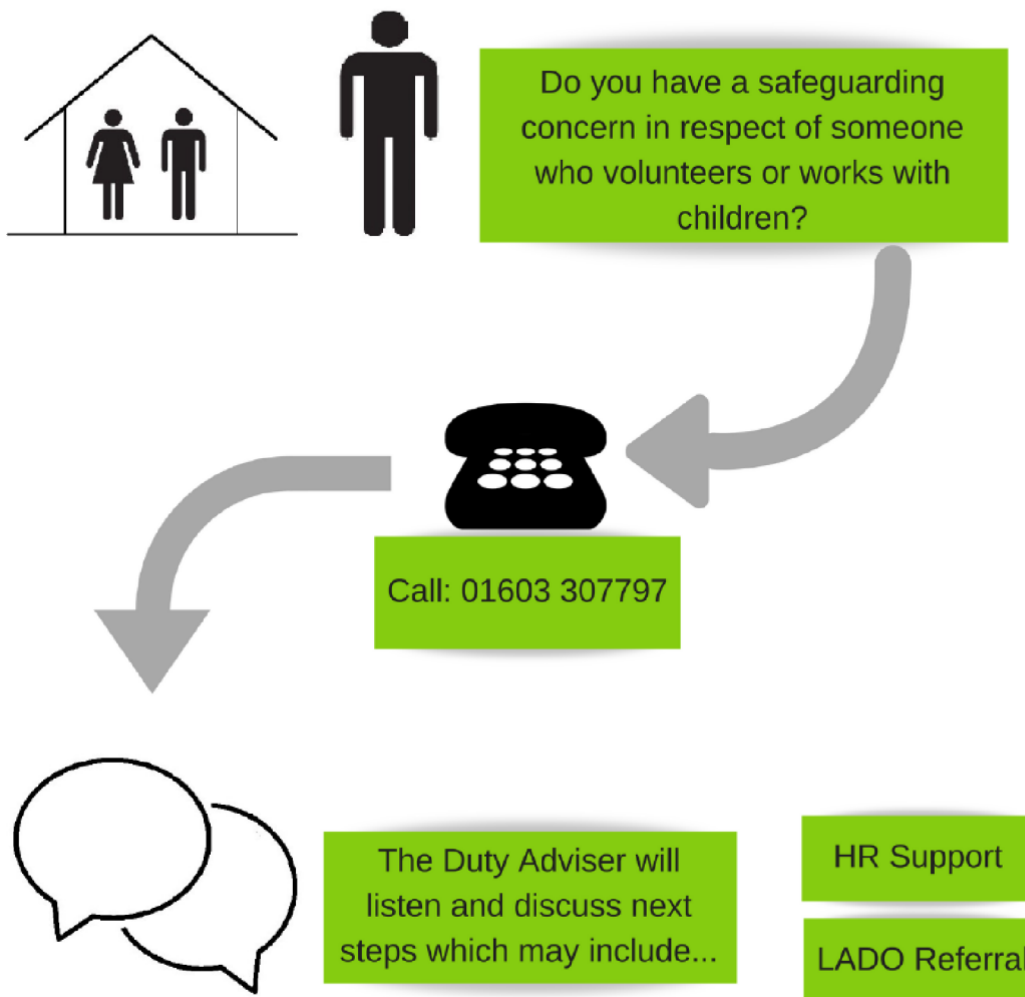 Do you have a safeguarding
concern in respect of someone
who volunteers or works with
children?
Call: 01603 307797
The Duty Adviser will
listen and discuss next
steps which may include...
HR Support
LADO Referral